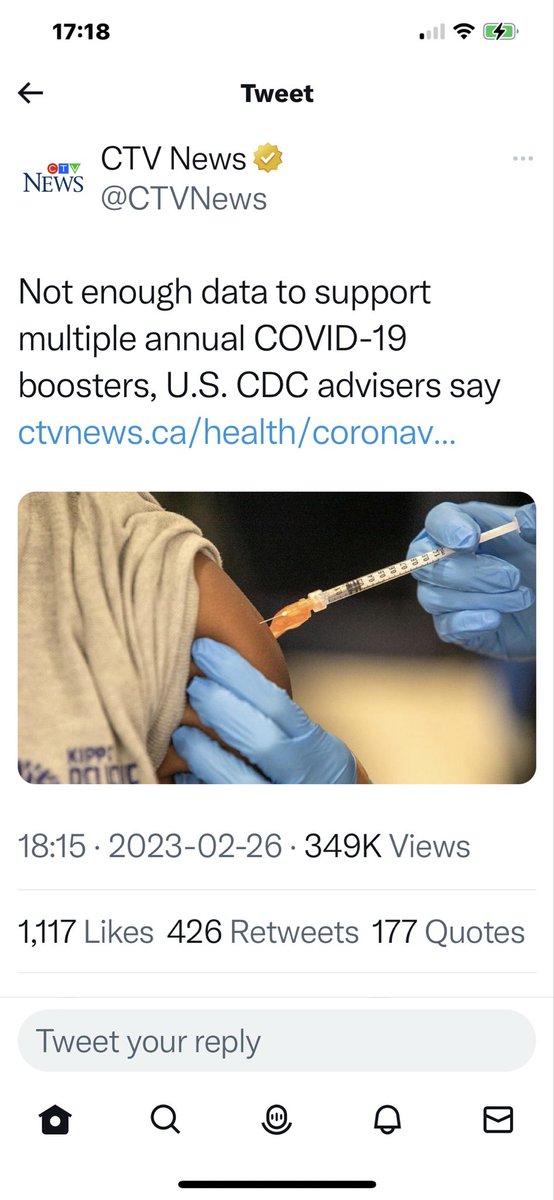 17:18
Tweet
CTV
NEWS
CTV News
@CTVNews
Not enough data to support
multiple annual COVID-19
boosters, U.S. CDC advisers say
ctvnews.ca/health/coronav...
KIPP:
18:15 · 2023-02-26 · 349K Views
1,117 Likes 426 Retweets 177 Quotes
Tweet your reply